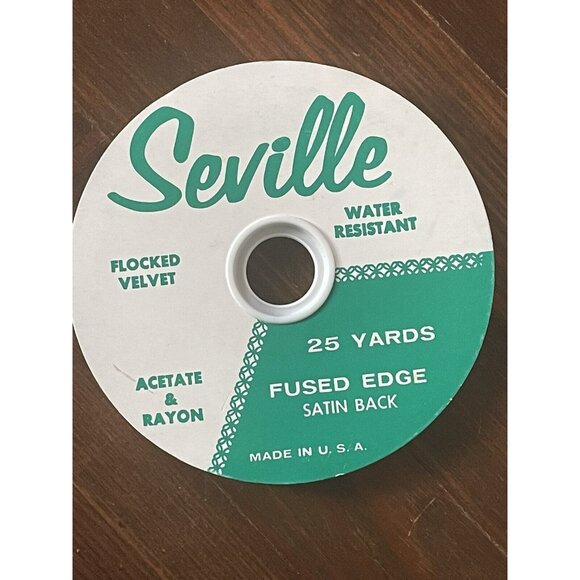 Seville
WATER
RESISTANT
FLOCKED
VELVET
25 YARDS
FUSED EDGE
SATIN BACK
ACETATE
&
RAYON
MADE IN U. S. A.